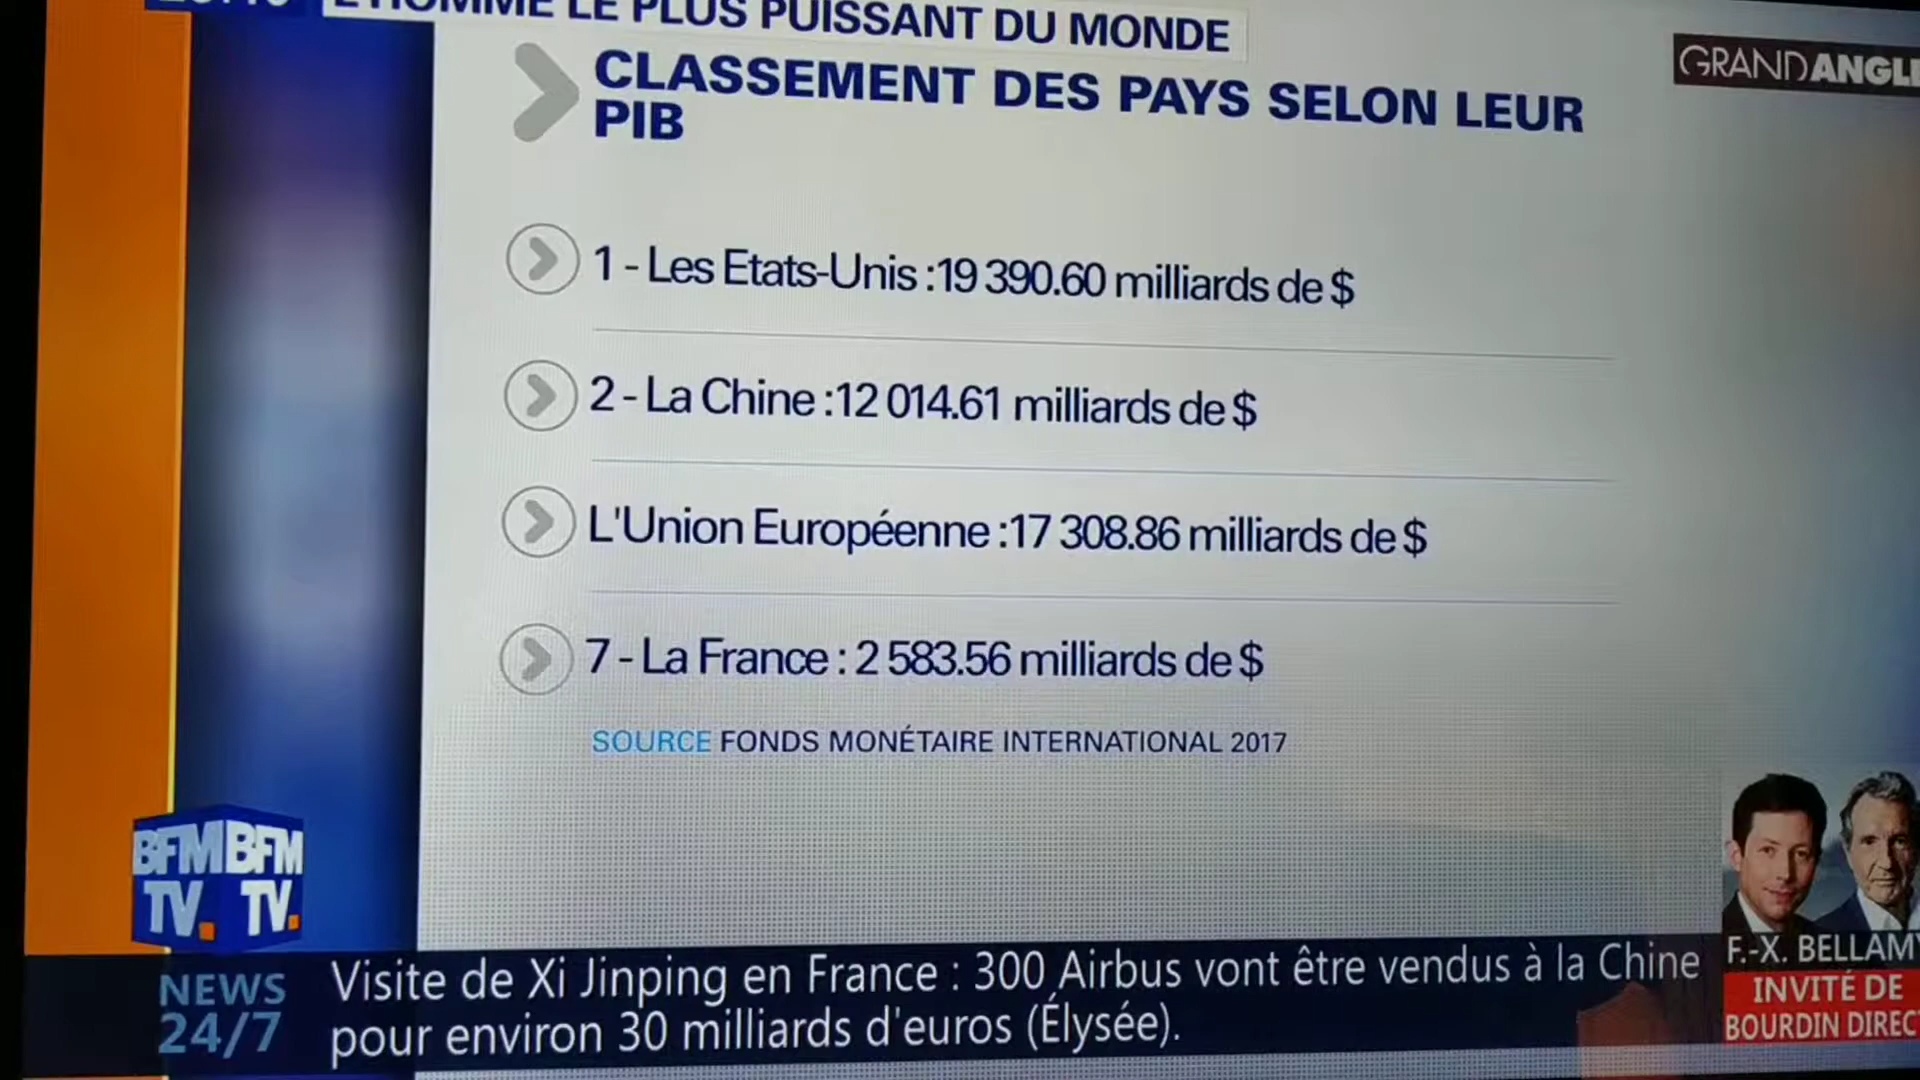 L'HOMME LE PLUS PUISSANT DU MONDE
GRANDANGLE
CLASSEMENT DES PAYS SELON LEUR
PIB
1 - Les Etats-Unis :19 390.60 milliards de $
2 - La Chine :12 014.61 milliards de $
L'Union Européenne :17 308.86 milliards de $
7 - La France : 2 583.56 milliards de $
SOURCE FONDS MONÉTAIRE INTERNATIONAL 2017
BFM BFM
TV. TV.
NEWS
24/7
Visite de Xi Jinping en France : 300 Airbus vont être vendus à la Chine
pour environ 30 milliards d'euros (Élysée).
F.-X. BELLAMY
INVITÉ DE
BOURDIN DIRECT